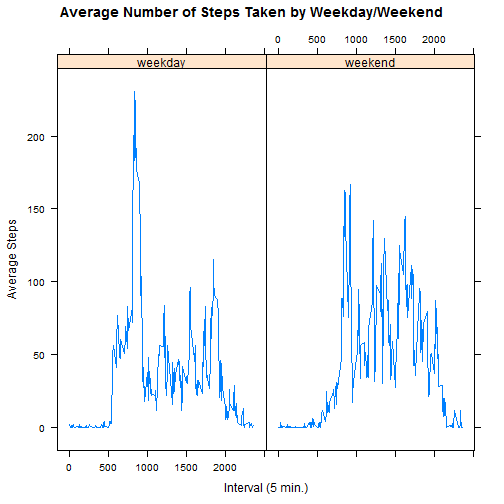 Average Number of Steps Taken by Weekday/Weekend
0 500 1000 1500 2000
weekday weekend
200
150
100
50
0
Average Steps
0 500 1000 1500 2000
Interval (5 min.)